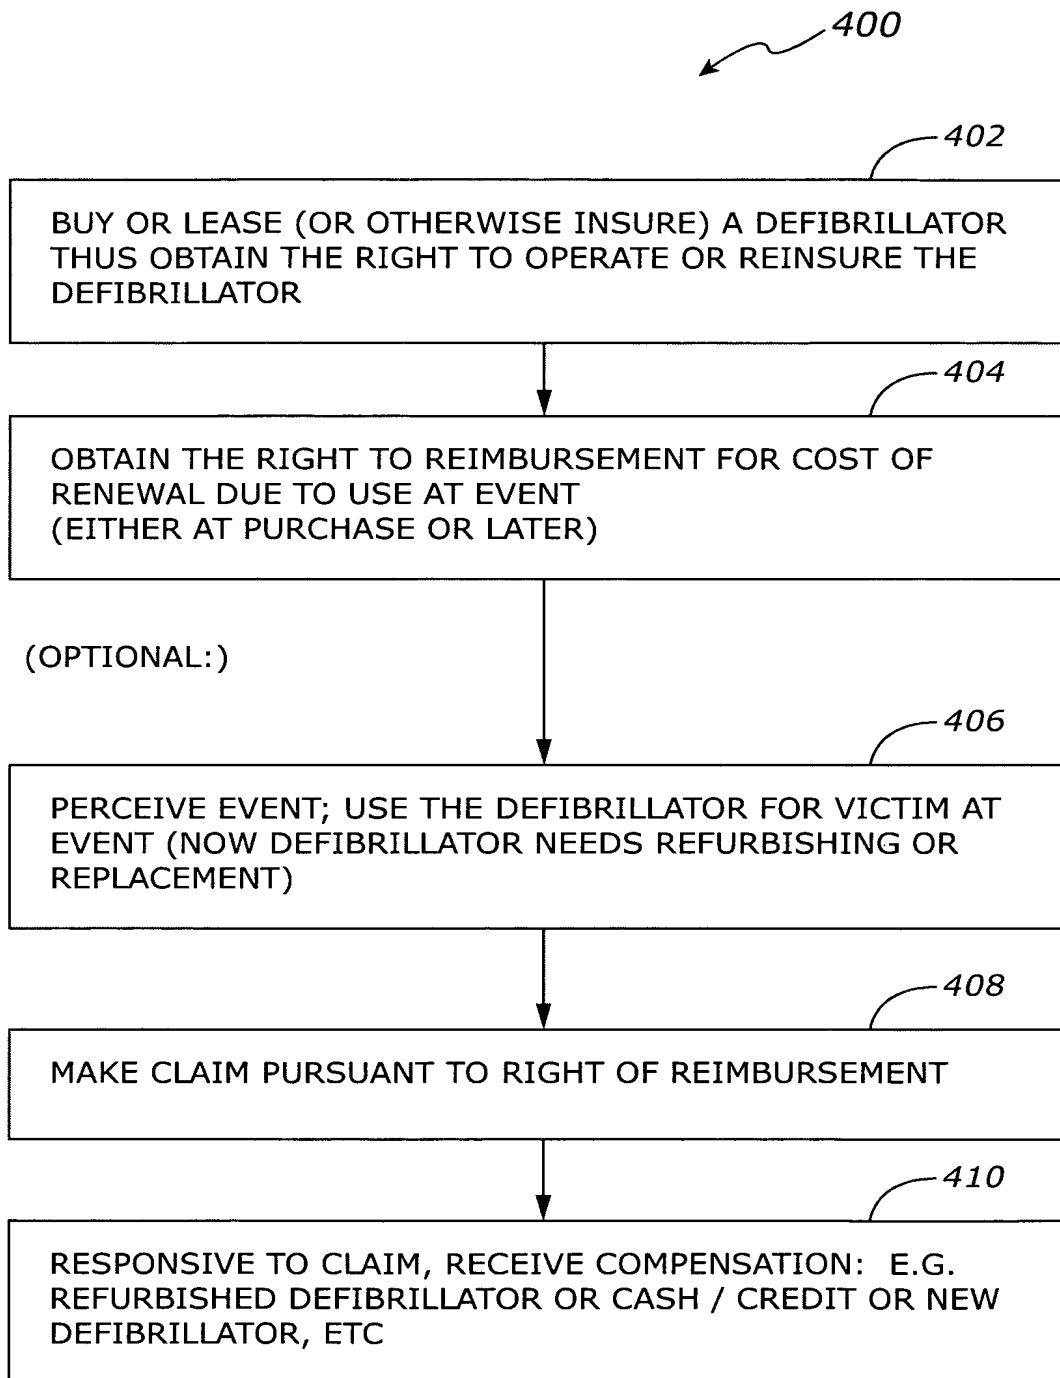 400
402
BUY OR LEASE (OR OTHERWISE INSURE) A DEFIBRILLATOR
THUS OBTAIN THE RIGHT TO OPERATE OR REINSURE THE
DEFIBRILLATOR
404
OBTAIN THE RIGHT TO REIMBURSEMENT FOR COST OF
RENEWAL DUE TO USE AT EVENT
(EITHER AT PURCHASE OR LATER)
(OPTIONAL:)
406
PERCEIVE EVENT; USE THE DEFIBRILLATOR FOR VICTIM AT
EVENT (NOW DEFIBRILLATOR NEEDS REFURBISHING OR
REPLACEMENT)
408
MAKE CLAIM PURSUANT TO RIGHT OF REIMBURSEMENT
410
RESPONSIVE TO CLAIM, RECEIVE COMPENSATION: E.G.
REFURBISHED DEFIBRILLATOR OR CASH / CREDIT OR NEW
DEFIBRILLATOR, ETC